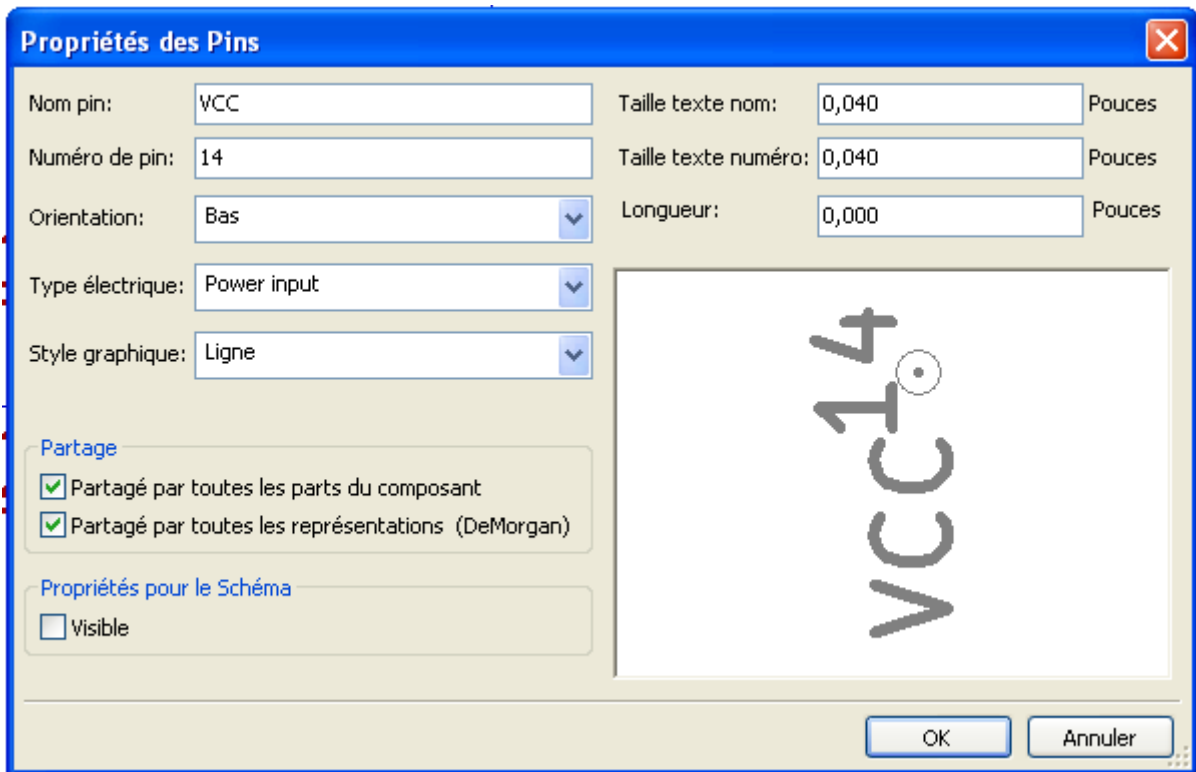 Propriétés des Pins
Nom pin: VCC
Taille texte nom: 0,040 Pouces
Numéro de pin: 14
Taille texte numéro: 0,040 Pouces
Orientation: Bas
Longueur: 0,000 Pouces
Type électrique: Power input
Style graphique: Ligne
Partage
Partagé par toutes les parts du composant
Partagé par toutes les représentations (DeMorgan)
Propriétés pour le Schéma
Visible
14
VCC
OK
Annuler